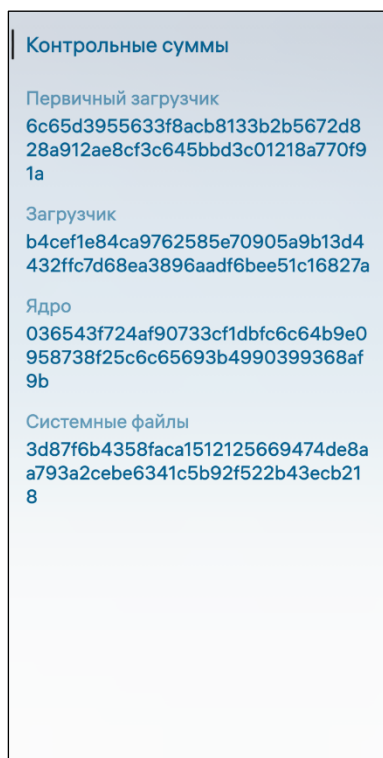 Контрольные суммы
Первичный загрузчик
6c65d3955633f8acb8133b2b5672d8
28a912ae8cf3c645bbd3c01218a770f9
1a
Загрузчик
b4cef1e84ca9762585e70905a9b13d4
432ffc7d68ea3896aadf6bee51c16827a
Ядро
036543f724af90733cf1dbfc6c64b9e0
958738f25c6c65693b4990399368af
9b
Системные файлы
3d87f6b4358faca1512125669474de8a
a793a2cebe6341c5b92f522b43ecb21
8